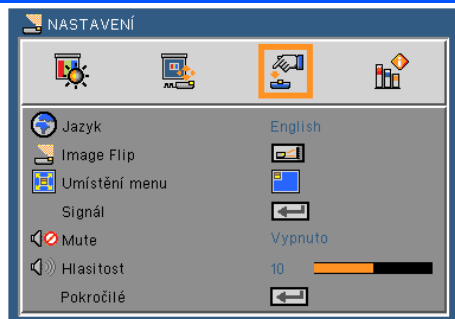 NASTAVENÍ
Jazyk English
Image Flip
Umístění menu
Signál
Mute Vypnuto
Hlasitost 10
Pokročilé